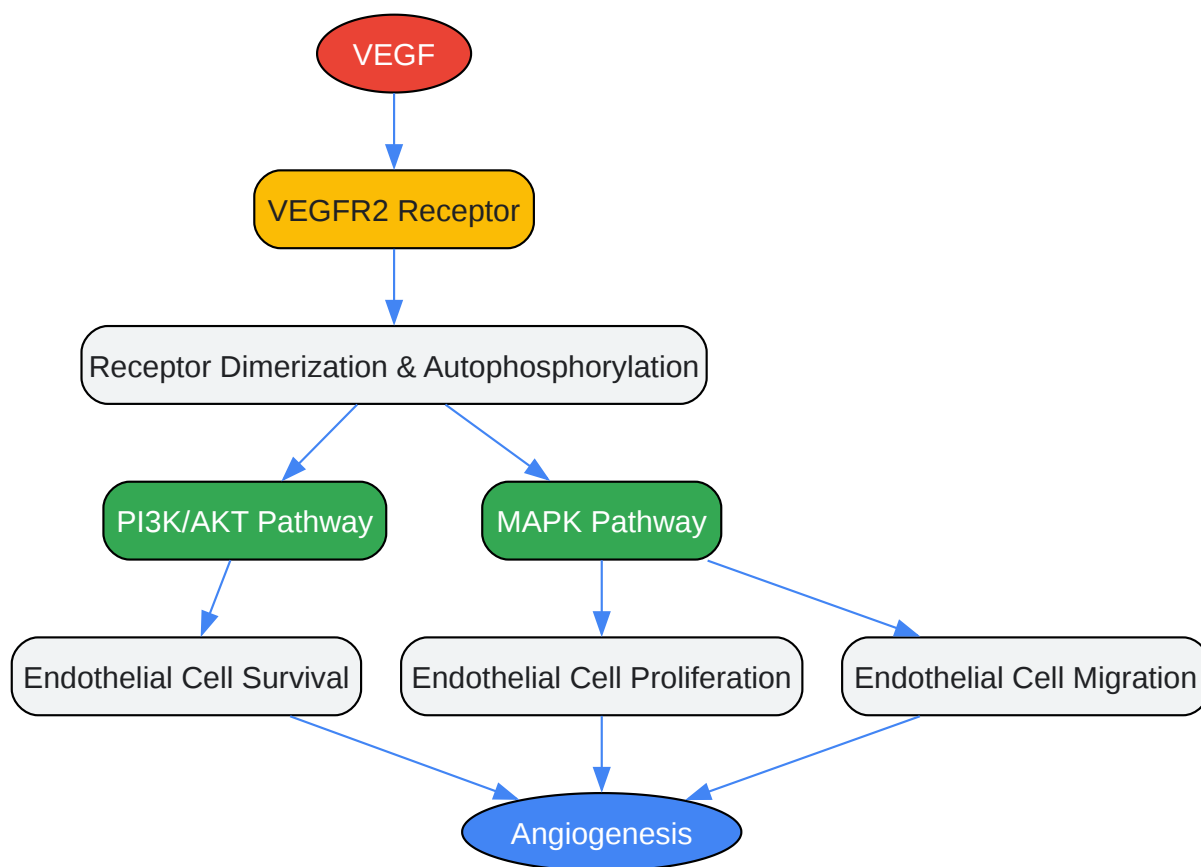 VEGF
VEGFR2 Receptor
Receptor Dimerization & Autophosphorylation
PI3K/AKT Pathway
MAPK Pathway
Endothelial Cell Survival
Endothelial Cell Proliferation
Endothelial Cell Migration
Angiogenesis